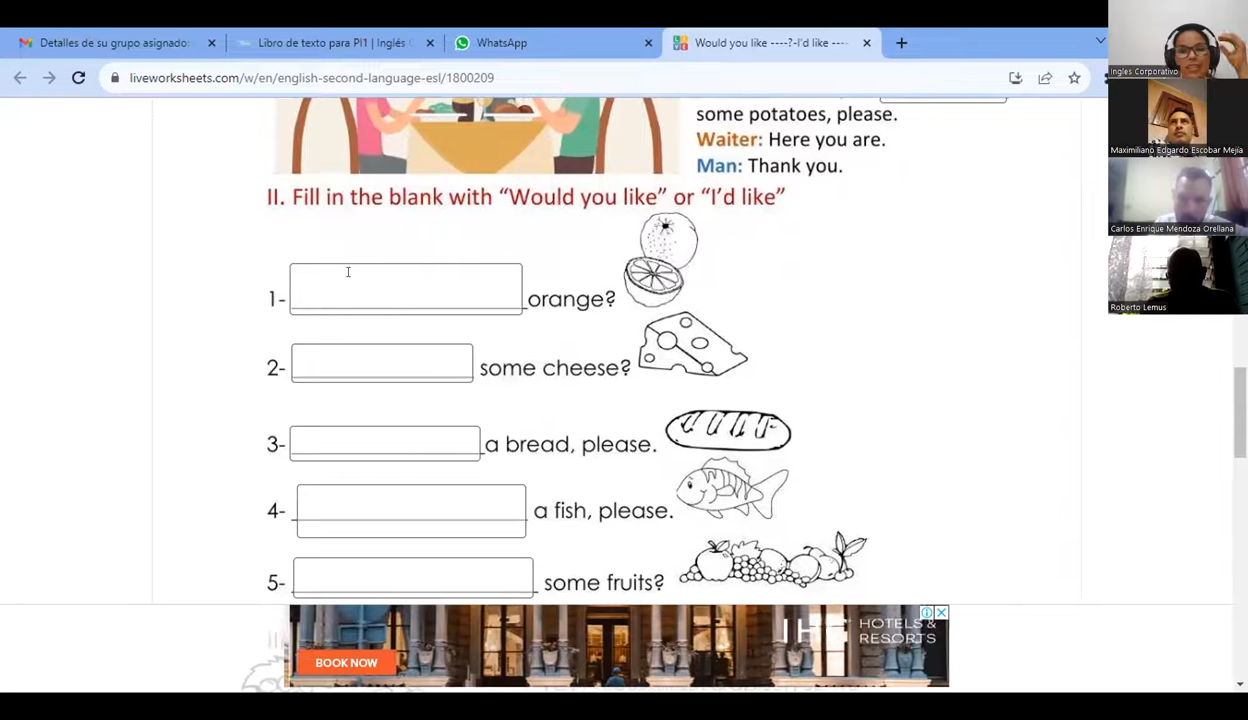 Detalles de su grupo asignado:
Libro de texto para PI1 | Inglés C
WhatsApp
Would you like ----?-I'd like ----
liveworksheets.com/w/en/english-second-language-esl/1800209
Ingles Corporativo
Maximiliano Edgardo Escobar Mejía
Carlos Enrique Mendoza Orellana
Roberto Lemus
some potatoes, please.
Waiter: Here you are.
Man: Thank you.
II. Fill in the blank with “Would you like” or “I’d like”
1- orange?
2- some cheese?
3- a bread, please.
4- a fish, please.
5- some fruits?
HOTELS &
RESORTS
BOOK NOW